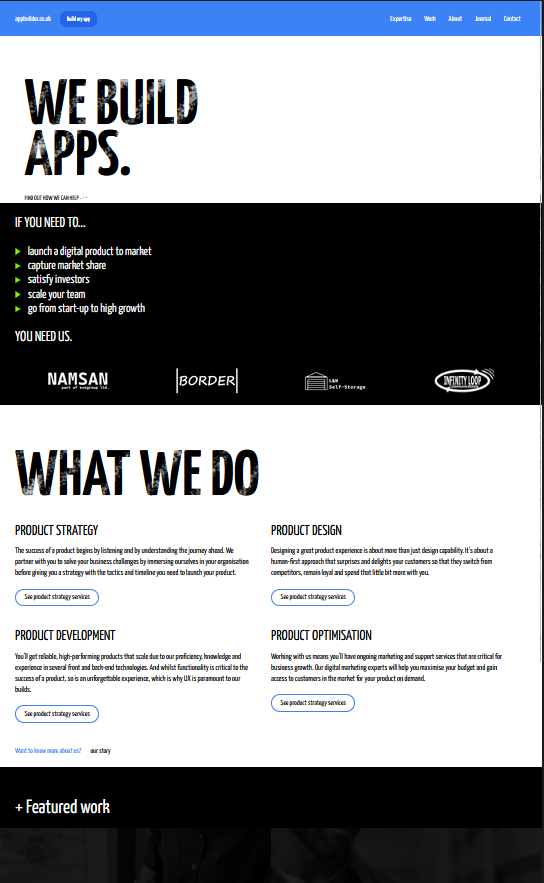 appbuilder.co.uk Build my app Expertise Work About Journal Contact
WE BUILD
APPS.
FIND OUT HOW WE CAN HELP
IF YOU NEED TO...
launch a digital product to market
capture market share
satisfy investors
scale your team
go from start-up to high growth
YOU NEED US.
NAMSAN
part of exegroup ltd.
BORDER
L&N
Self-Storage
INFINITY LOOP
WHAT WE DO
PRODUCT STRATEGY
The success of a product begins by listening and by understanding the journey ahead. We
partner with you to solve your business challenges by immersing ourselves in your organisation
before giving you a strategy with the tactics and timeline you need to launch your product.
See product strategy services
PRODUCT DESIGN
Designing a great product experience is about more than just design capability. It's about a
human-first approach that surprises and delights your customers so that they switch from
competitors, remain loyal and spend that little bit more with you.
See product strategy services
PRODUCT DEVELOPMENT
You'll get reliable, high-performing products that scale due to our proficiency, knowledge and
experience in several front and bech-end technologies. And whilst functionality is critical to the
success of a product, so is an unforgettable experience, which is why UX is paramount to our
builds.
See product strategy services
PRODUCT OPTIMISATION
Working with us means you'll have ongoing marketing and support services that are critical for
business growth. Our digital marketing experts will help you maximise your budget and gain
access to customers in the market for your product on demand.
See product strategy services
Want to know more about us? our story
+ Featured work